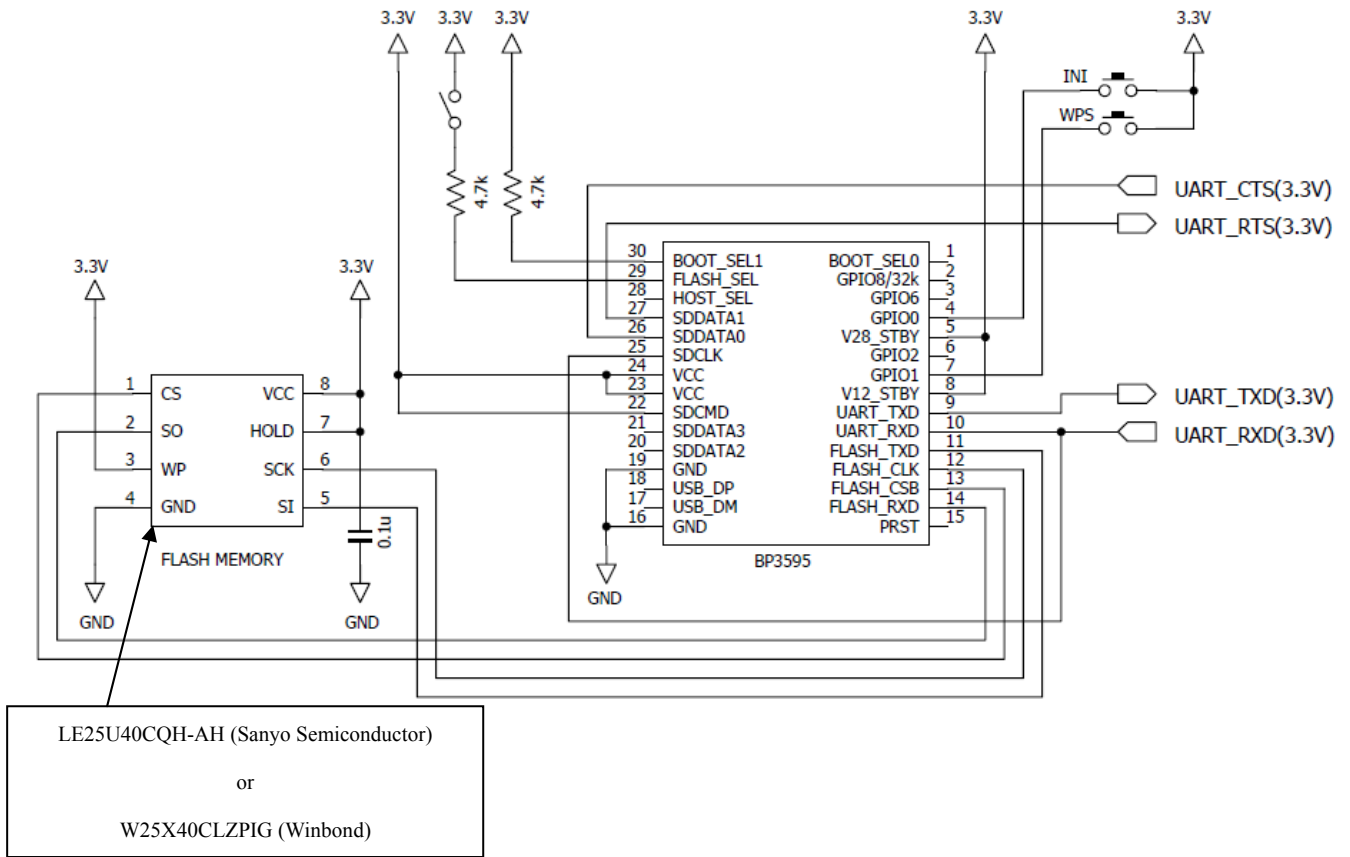 3.3V 3.3V 3.3V 3.3V 3.3V
INI
WPS
4.7k 4.7k
UART_CTS(3.3V)
UART_RTS(3.3V)
3.3V 3.3V
30 BOOT_SEL1 BOOT_SEL0 1
29 FLASH_SEL GPIO8/32k 2
28 HOST_SEL GPIO6 3
27 SDDATA1 GPIO0 4
26 SDDATA0 V28_STBY 5
25 SDCLK GPIO2 6
24 VCC GPIO1 7
23 VCC V12_STBY 8
22 SDCMD UART_TXD 9
21 SDDATA3 UART_RXD 10
20 SDDATA2 FLASH_TXD 11
19 GND FLASH_CLK 12
18 USB_DP FLASH_CSB 13
17 USB_DM FLASH_RXD 14
16 GND PRST 15
BP3595
GND
UART_TXD(3.3V)
UART_RXD(3.3V)
1 CS VCC 8
2 SO HOLD 7
3 WP SCK 6
4 GND SI 5
FLASH MEMORY
0.1u
GND GND
LE25U40CQH-AH (Sanyo Semiconductor)
or
W25X40CLZPIG (Winbond)